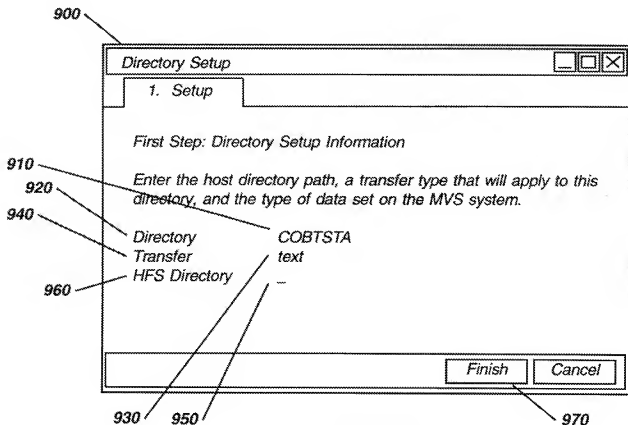 900
Directory Setup
1. Setup
First Step: Directory Setup Information
910
Enter the host directory path, a transfer type that will apply to this
920
directory, and the type of data set on the MVS system.
940
Directory COBTSTA
Transfer text
960
HFS Directory _
Finish Cancel
930 950 970